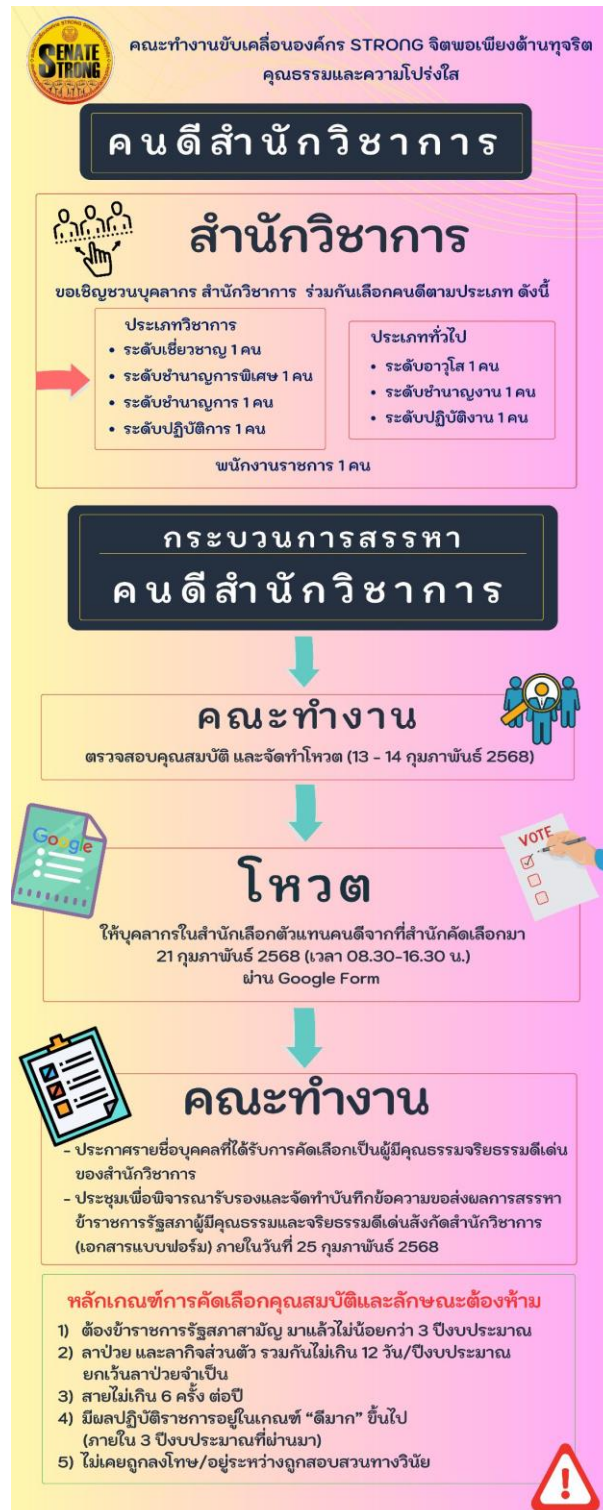 SENATE
STRONG
คณะทำงานขับเคลื่อนองค์กร STRONG จิตพอเพียงต้านทุจริต
คุณธรรมและความโปร่งใส
คนดีสำนักวิชาการ
สำนักวิชาการ
ขอเชิญชวนบุคลากร สำนักวิชาการ ร่วมกันเลือกคนดีตามประเภท ดังนี้
ประเภทวิชาการ
• ระดับเชี่ยวชาญ 1 คน
• ระดับชำนาญการพิเศษ 1 คน
• ระดับชำนาญการ 1 คน
• ระดับปฏิบัติการ 1 คน
ประเภททั่วไป
• ระดับอาวุโส 1 คน
• ระดับชำนาญงาน 1 คน
• ระดับปฏิบัติงาน 1 คน
พนักงานราชการ 1 คน
กระบวนการสรรหา
คนดีสำนักวิชาการ
คณะทำงาน
ตรวจสอบคุณสมบัติ และจัดทำโหวต (13 - 14 กุมภาพันธ์ 2568)
Google
VOTE
โหวต
ให้บุคลากรในสำนักเลือกตัวแทนคนดีจากที่สำนักคัดเลือกมา
21 กุมภาพันธ์ 2568 (เวลา 08.30-16.30 น.)
ผ่าน Google Form
คณะทำงาน
- ประกาศรายชื่อบุคคลที่ได้รับการคัดเลือกเป็นผู้มีคุณธรรมจริยธรรมดีเด่น
ของสำนักวิชาการ
- ประชุมเพื่อพิจารณารับรองและจัดทำบันทึกข้อความขอส่งผลการสรรหา
ข้าราชการรัฐสภาผู้มีคุณธรรมและจริยธรรมดีเด่นสังกัดสำนักวิชาการ
(เอกสารแบบฟอร์ม) ภายในวันที่ 25 กุมภาพันธ์ 2568
หลักเกณฑ์การคัดเลือกคุณสมบัติและลักษณะต้องห้าม
1) ต้องข้าราชการรัฐสภาสามัญ มาแล้วไม่น้อยกว่า 3 ปีงบประมาณ
2) ลาป่วย และลากิจส่วนตัว รวมกันไม่เกิน 12 วัน/ปีงบประมาณ
ยกเว้นลาป่วยจำเป็น
3) สายไม่เกิน 6 ครั้ง ต่อปี
4) มีผลปฏิบัติราชการอยู่ในเกณฑ์ “ดีมาก” ขึ้นไป
(ภายใน 3 ปีงบประมาณที่ผ่านมา)
5) ไม่เคยถูกลงโทษ/อยู่ระหว่างถูกสอบสวนทางวินัย